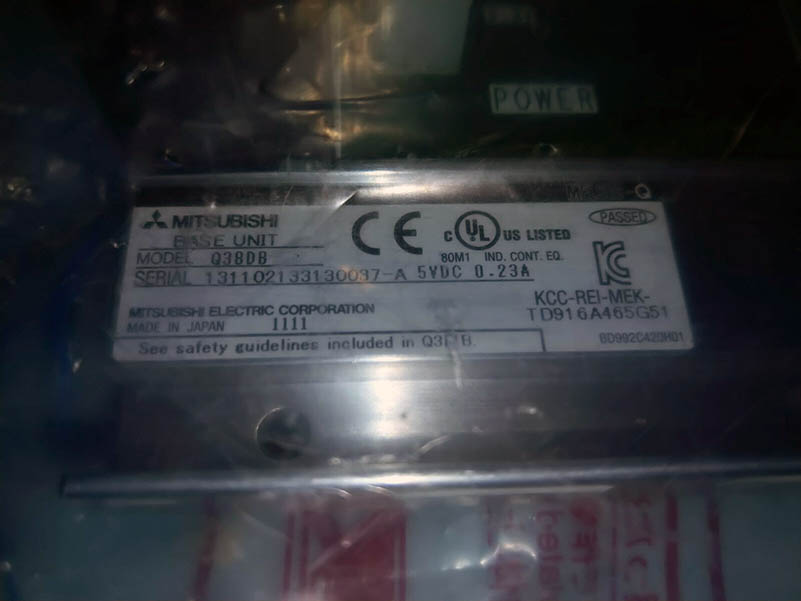 POWER
MITSUBISHI
BASE UNIT
MODEL Q38DB
SERIAL 131102133130037-A 5VDC 0.23A
MITSUBISHI ELECTRIC CORPORATION
MADE IN JAPAN 1111
See safety guidelines included in
CE
C UL US LISTED
80M1 IND. CONT. EQ.
PASSED
KCC-REI-MEK-
TD916A465G51
BD992C420H01